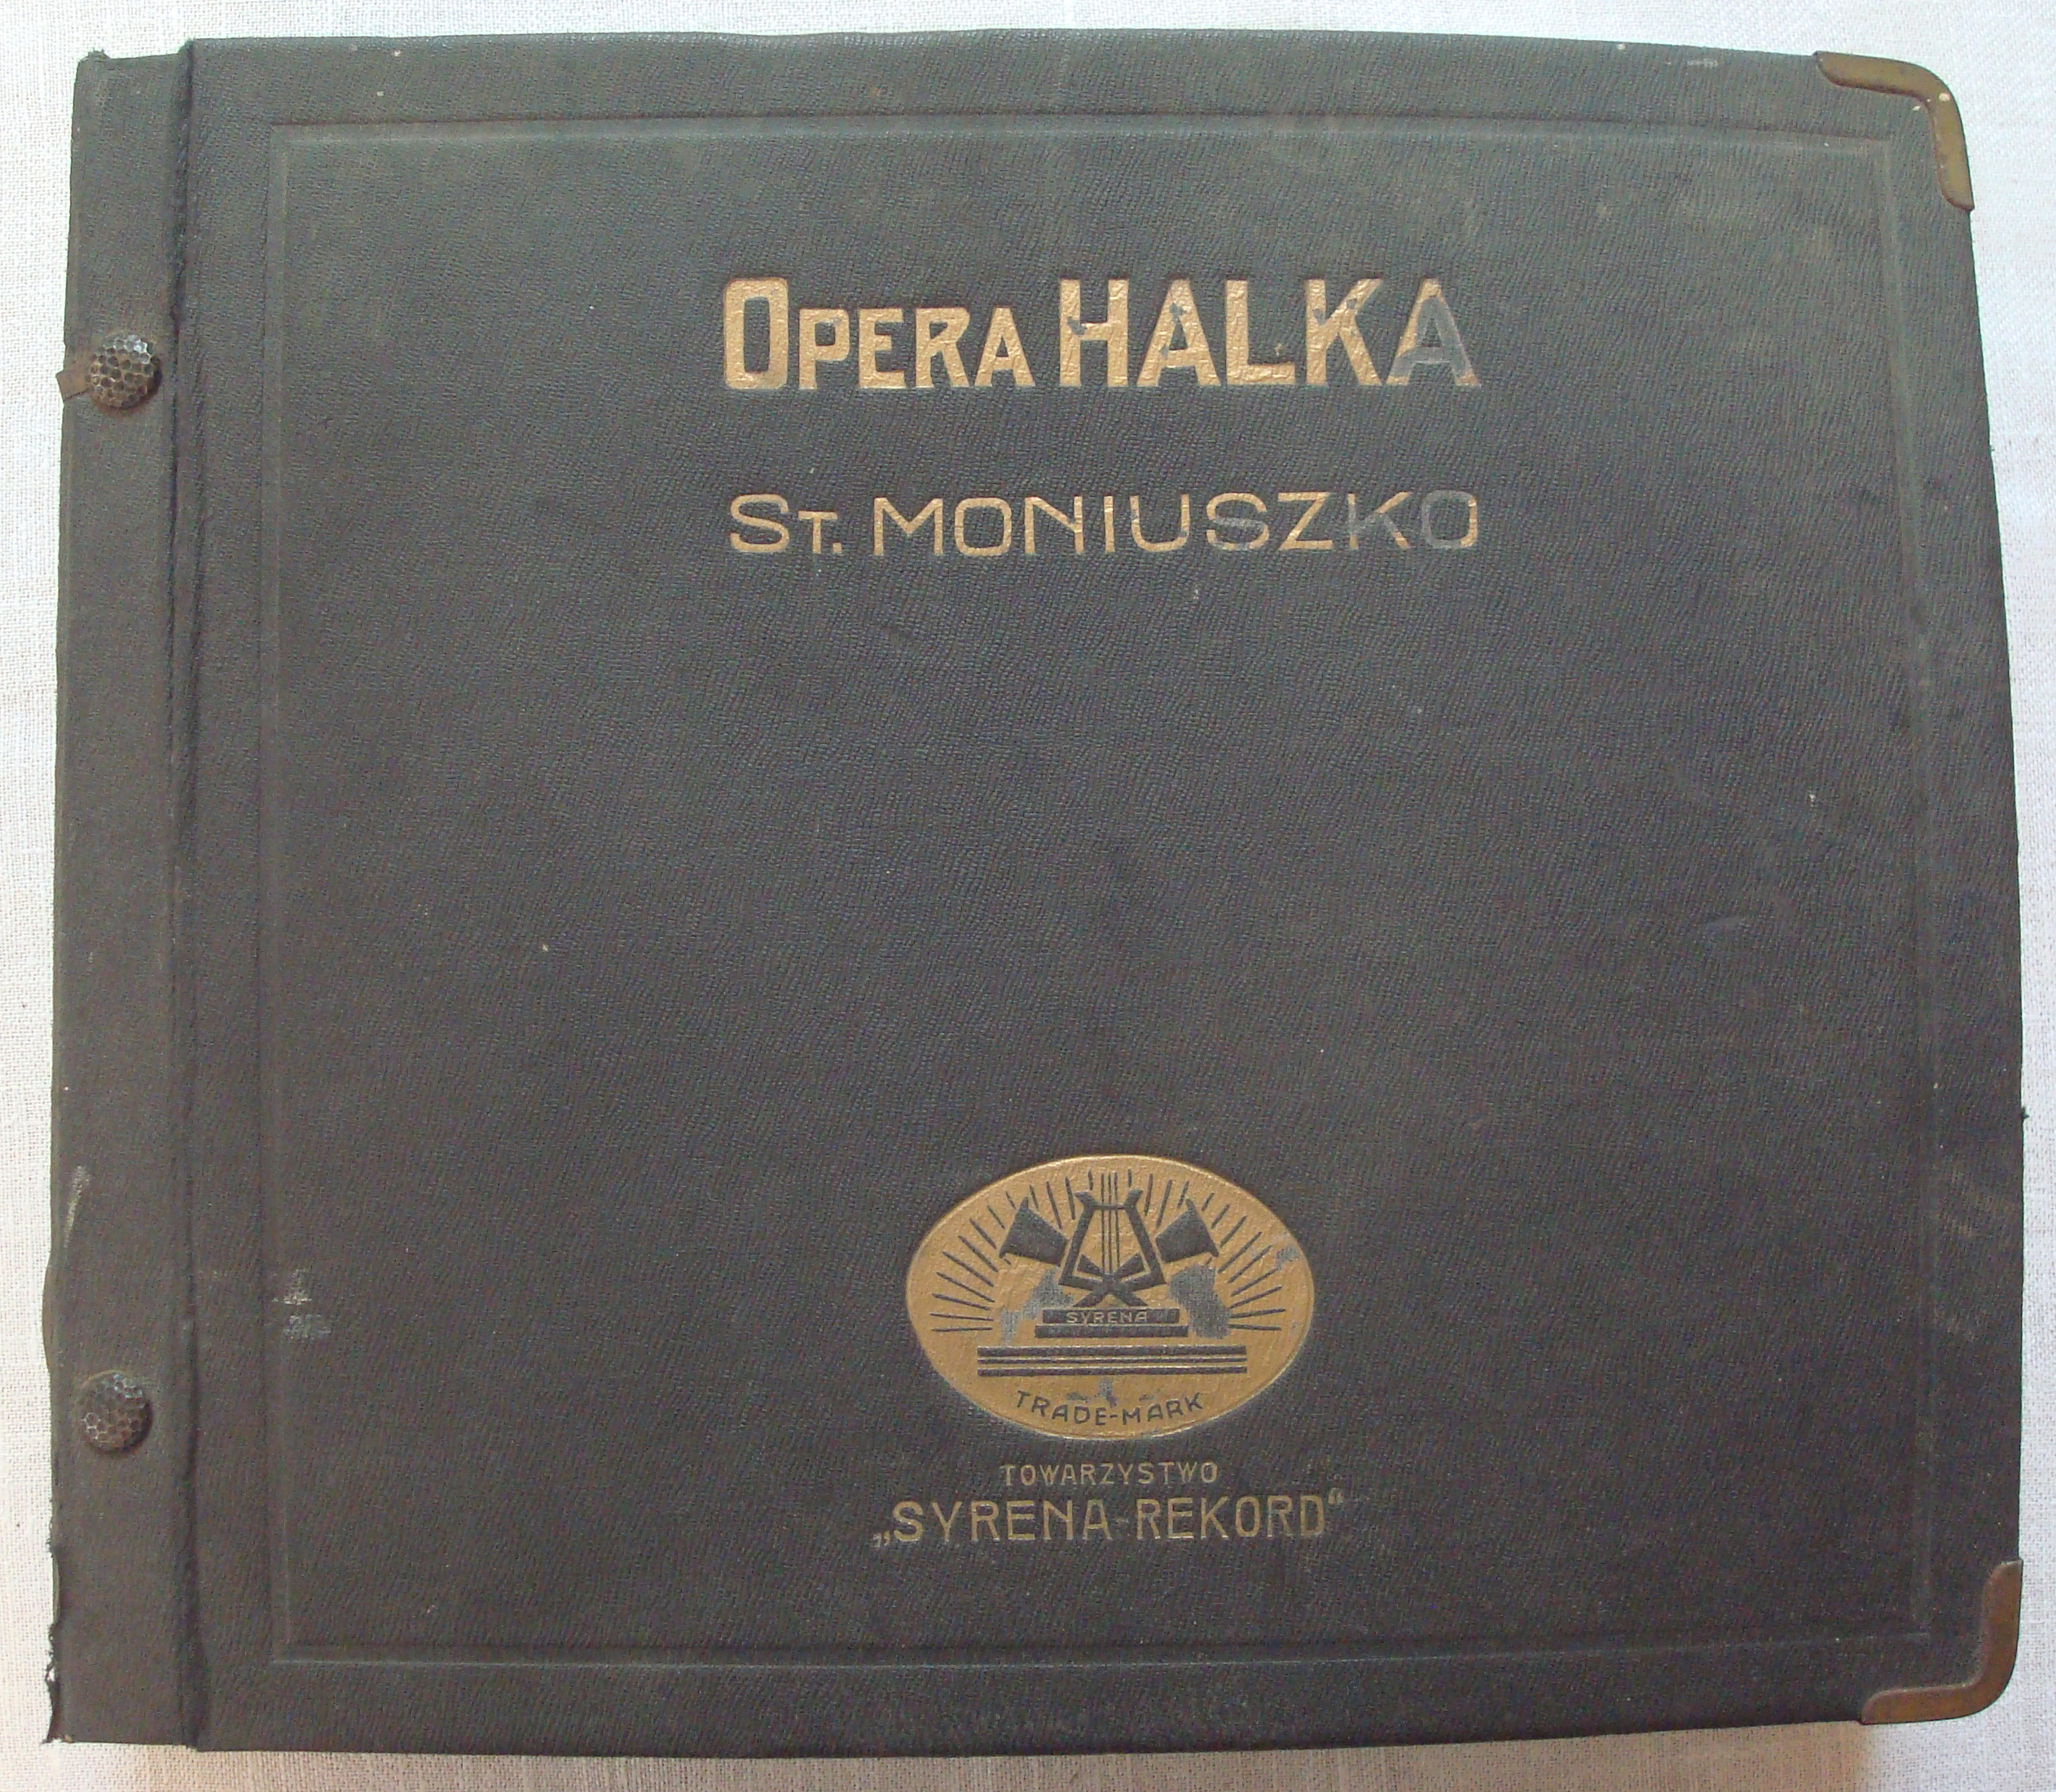 OPERA HALKA
ST. MONIUSZKO
SYRENA
TRADE-MARK
TOWARZYSTWO
„SYRENA-REKORD“